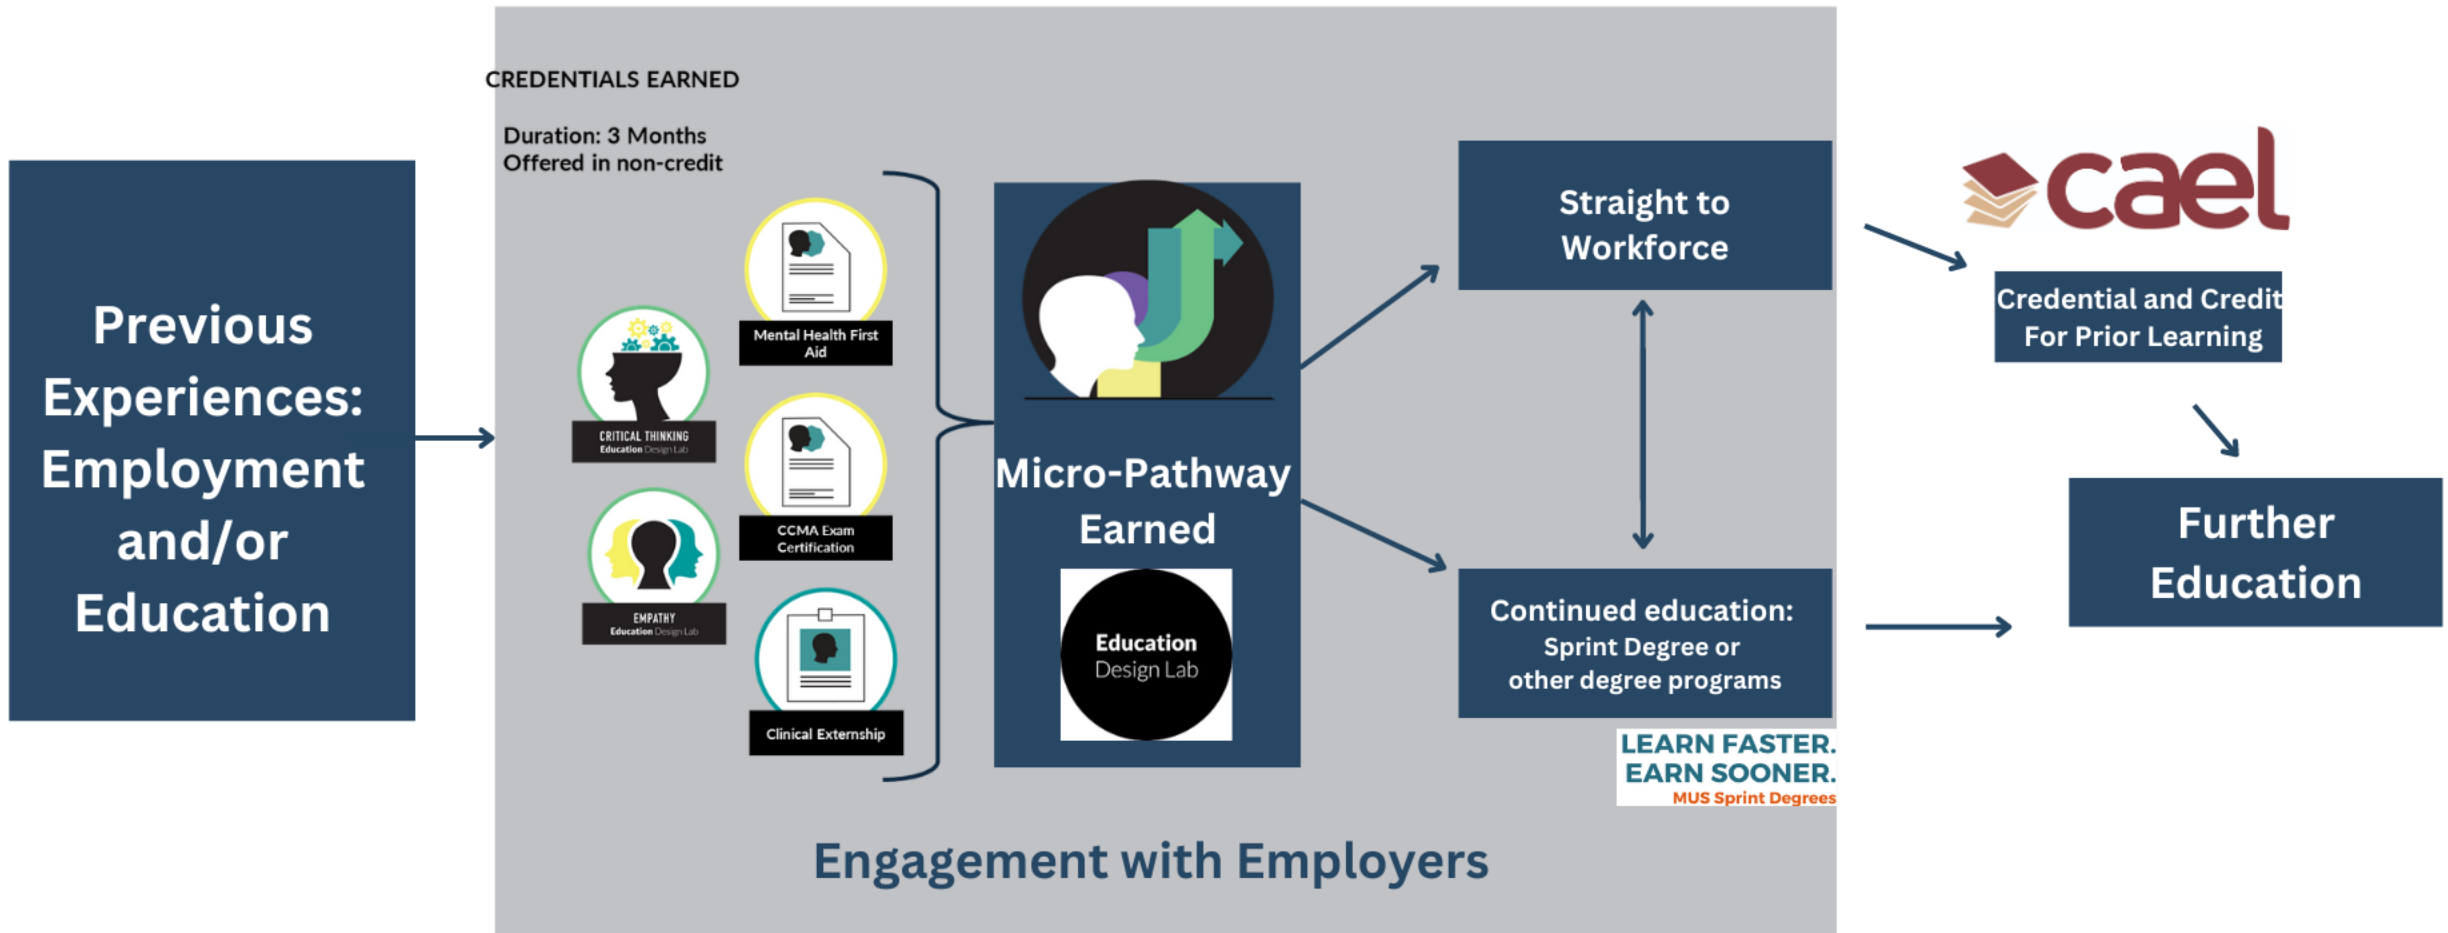 Previous
Experiences:
Employment
and/or
Education
CREDENTIALS EARNED
Duration: 3 Months
Offered in non-credit
Mental Health First
Aid
CRITICAL THINKING
Education Design Lab
CCMA Exam
Certification
EMPATHY
Education Design Lab
Clinical Externship
Micro-Pathway
Earned
Education
Design Lab
Straight to
Workforce
Continued education:
Sprint Degree or
other degree programs
LEARN FASTER.
EARN SOONER.
MUS Sprint Degrees
Engagement with Employers
cael
Credential and Credit
For Prior Learning
Further
Education